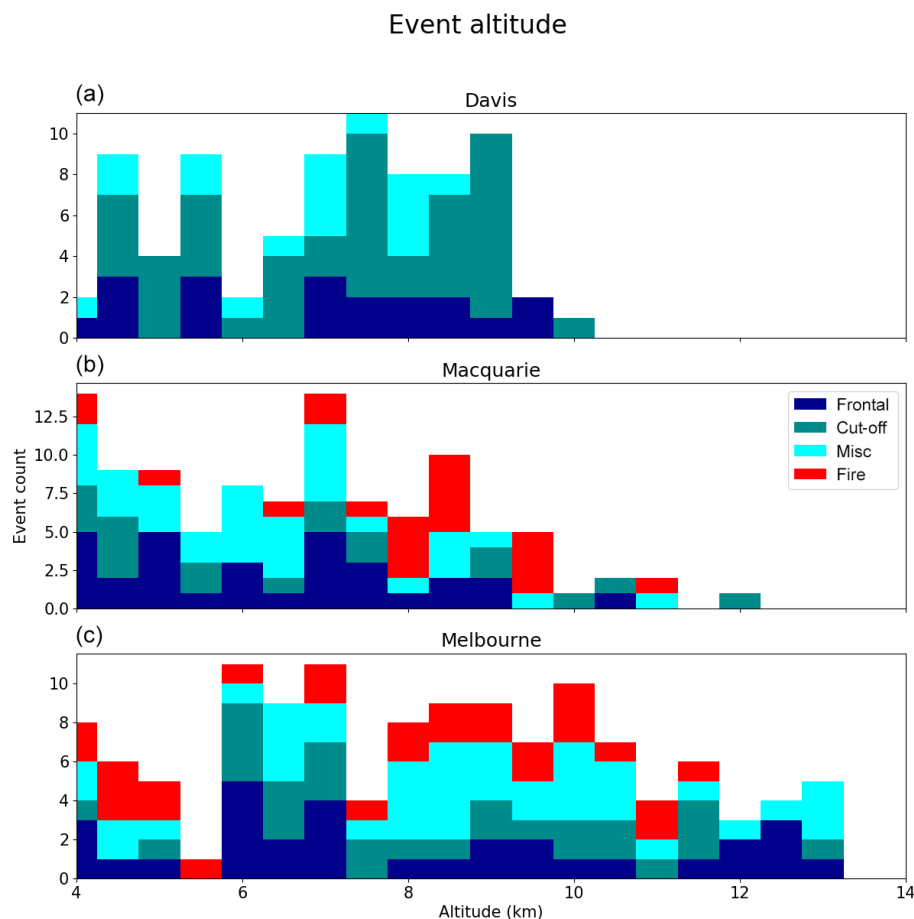 Event altitude
(a)
Davis
10
8
6
4
2
0
(b)
Macquarie
12.5
10.0
7.5
5.0
2.5
0.0
Event count
Frontal
Cut-off
Misc
Fire
(c)
Melbourne
10
8
6
4
2
0
4 6 8 10 12 14
Altitude (km)